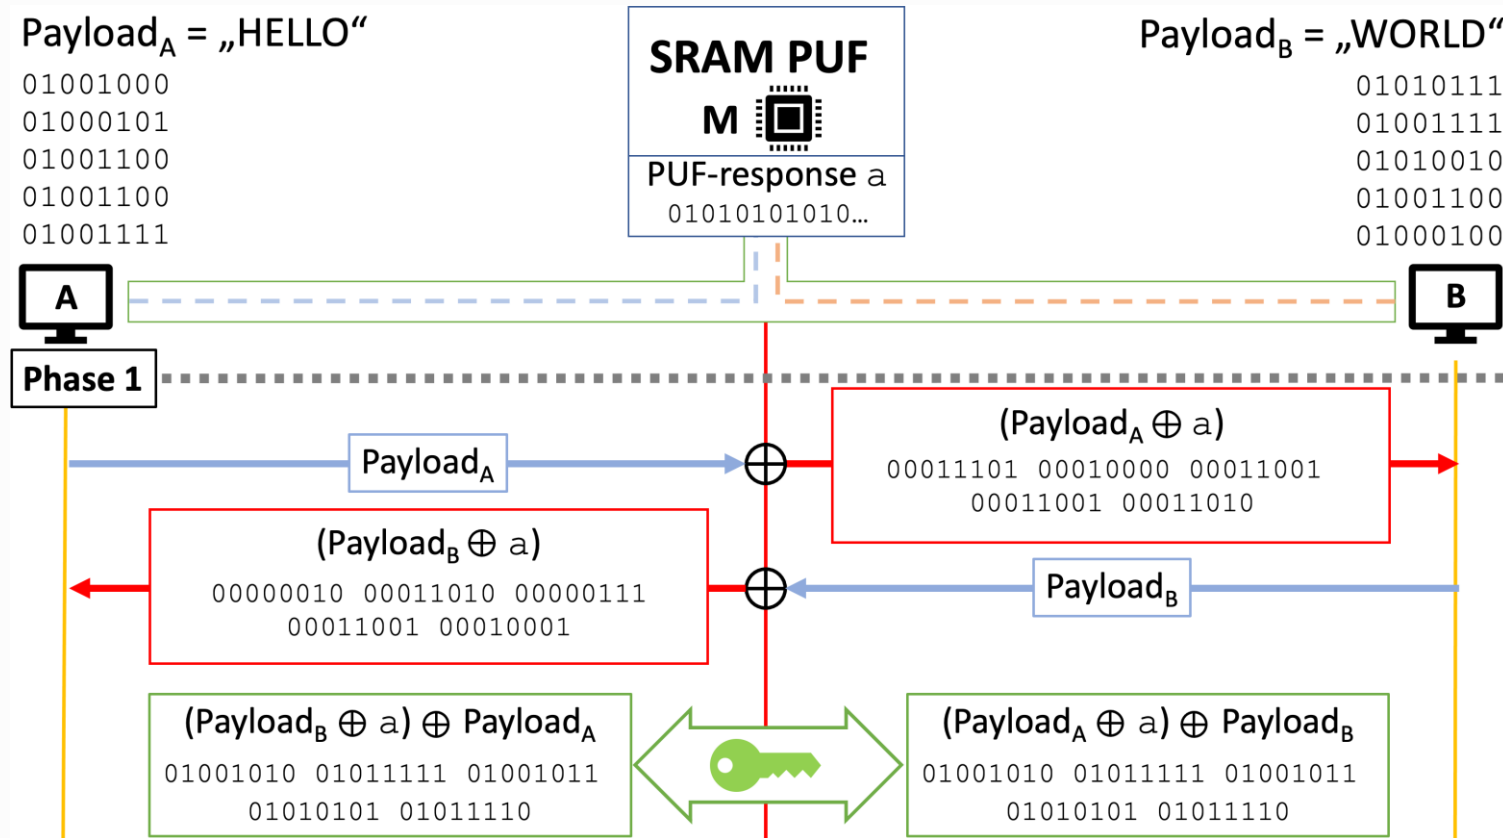 Payload_A = „HELLO“
01001000
01000101
01001100
01001100
01001111
SRAM PUF
M
PUF-response a
01010101010…
Payload_B = „WORLD“
01010111
01001111
01010010
01001100
01000100
A
B
Phase 1
Payload_A
(Payload_A ⊕ a)
00011101 00010000 00011001
00011001 00011010
(Payload_B ⊕ a)
00000010 00011010 00000111
00011001 00010001
Payload_B
(Payload_B ⊕ a) ⊕ Payload_A
01001010 01011111 01001011
01010101 01011110
(Payload_A ⊕ a) ⊕ Payload_B
01001010 01011111 01001011
01010101 01011110